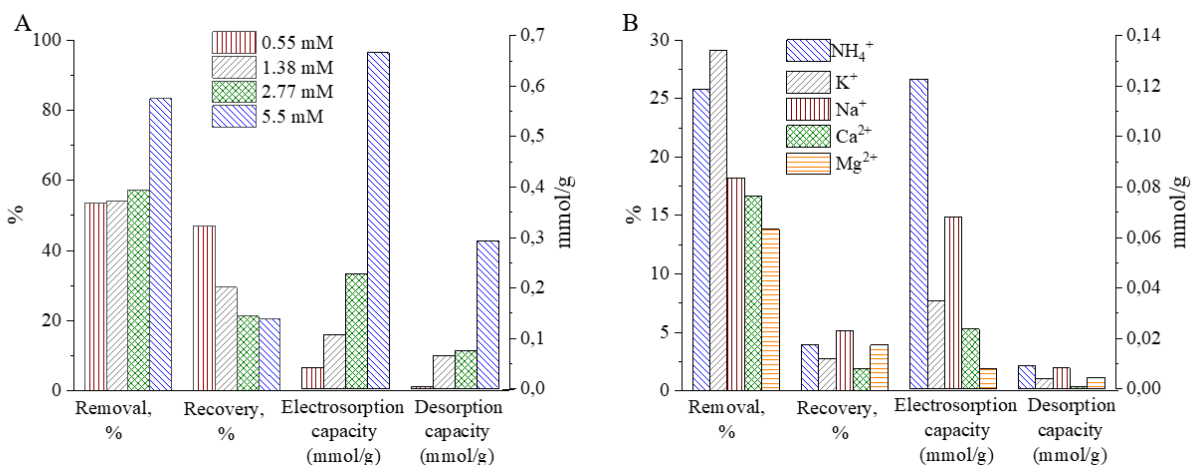 A
100
80
60
40
20
0
%
0.55 mM
1.38 mM
2.77 mM
5.5 mM
0,7
0,6
0,5
0,4
0,3
0,2
0,1
0,0
mmol/g
Removal,
%
Recovery,
%
Electrosorption
capacity
(mmol/g)
Desorption
capacity
(mmol/g)
B
30
25
20
15
10
5
0
%
NH₄⁺
K⁺
Na⁺
Ca²⁺
Mg²⁺
0,14
0,12
0,10
0,08
0,06
0,04
0,02
0,00
mmol/g
Removal,
%
Recovery,
%
Electrosorption
capacity
(mmol/g)
Desorption
capacity
(mmol/g)